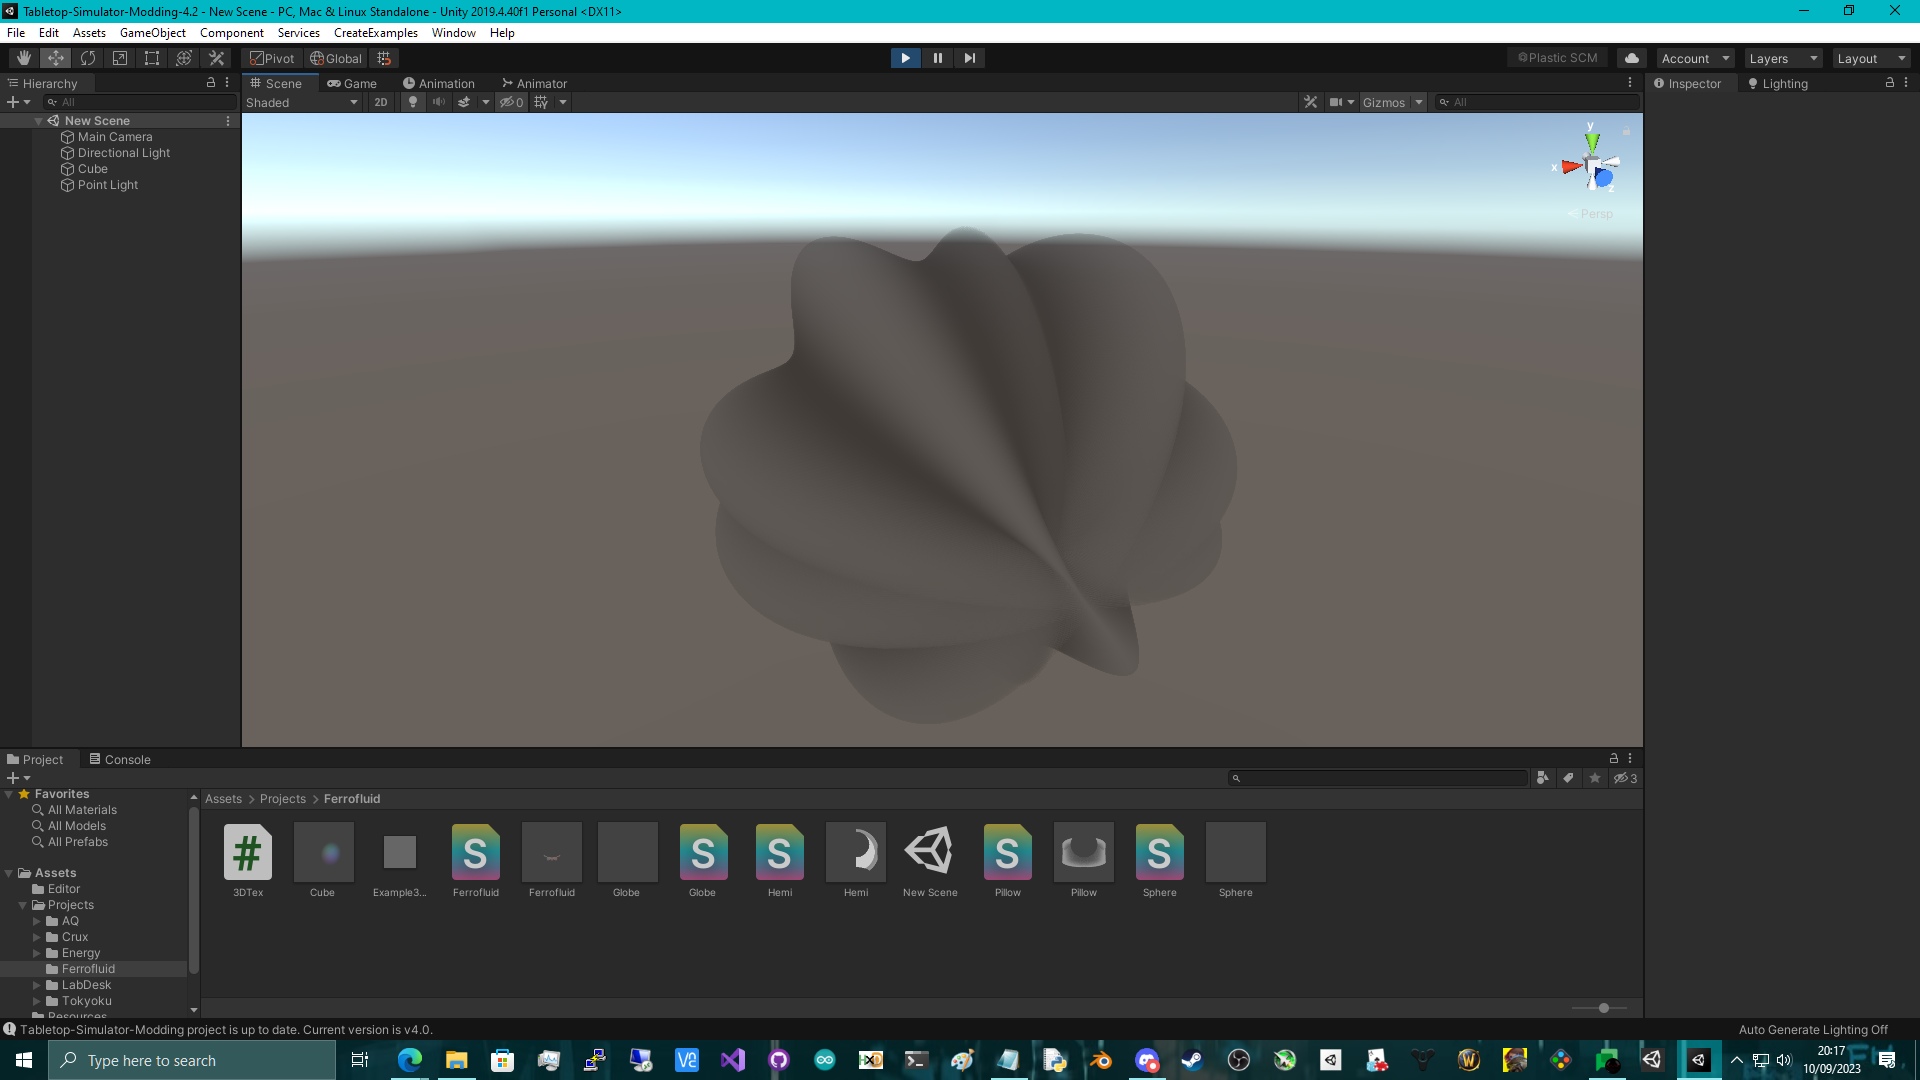 Tabletop-Simulator-Modding-4.2 - New Scene - PC, Mac & Linux Standalone - Unity 2019.4.40f1 Personal <DX11>
File Edit Assets GameObject Component Services CreateExamples Window Help
Pivot Global Plastic SCM Account Layers Layout
Hierarchy Scene Game Animation Animator Inspector Lighting
All Shaded 2D 0 Gizmos All
New Scene
Main Camera
Directional Light
Cube
Point Light
y
x
z
< Persp
Project Console
3
Favorites
All Materials
All Models
All Prefabs
Assets
Editor
Projects
AQ
Crux
Energy
Ferrofluid
LabDesk
Tokyoku
Resources
Assets > Projects > Ferrofluid
# S S S S S
3DTex Cube Example3... Ferrofluid Ferrofluid Globe Globe Hemi Hemi New Scene Pillow Pillow Sphere Sphere
Tabletop-Simulator-Modding project is up to date. Current version is v4.0. Auto Generate Lighting Off
Type here to search
20:17
10/09/2023